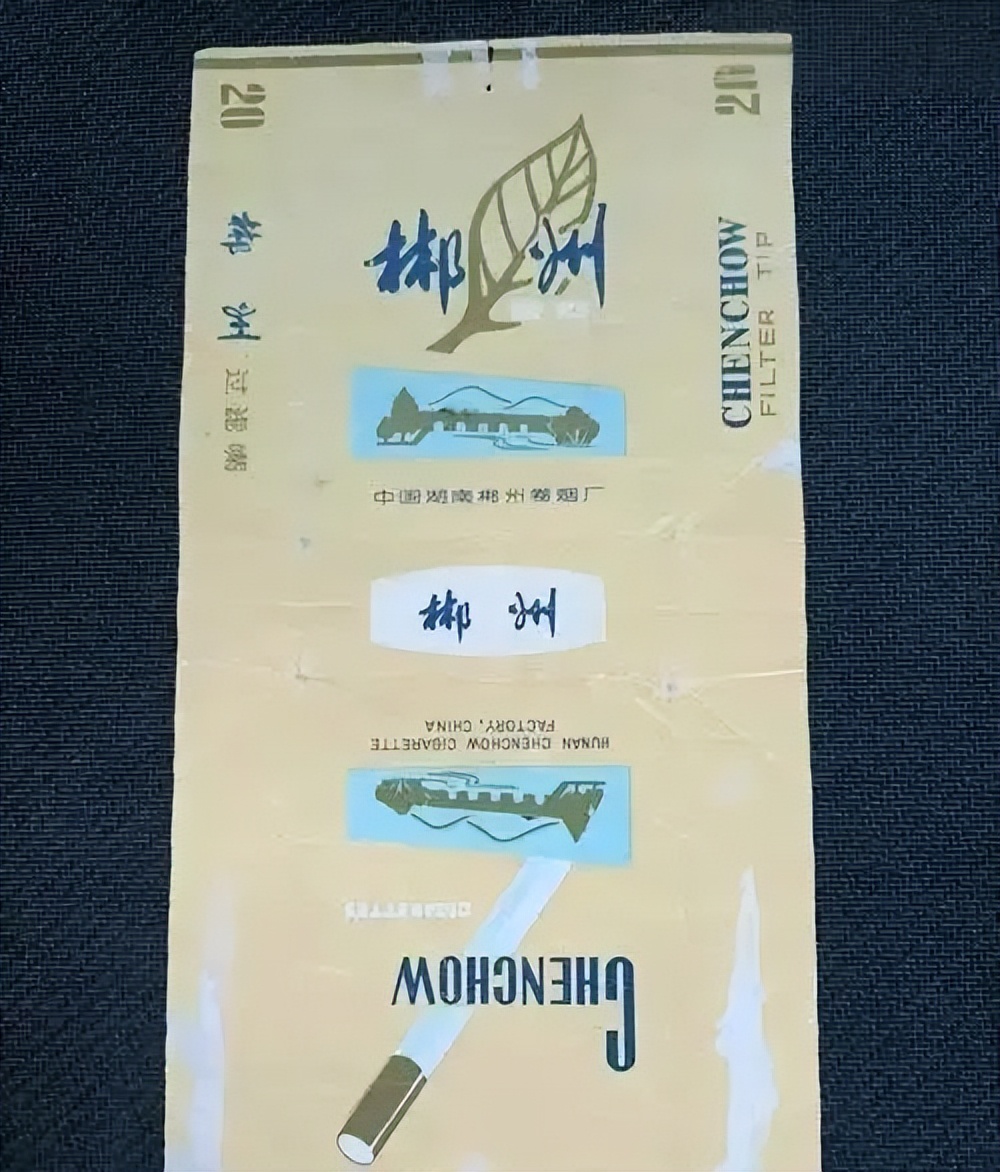 20
郴州
过滤嘴
20
CHENCHOW
FILTER TIP
郴州
中国湖南郴州卷烟厂
郴州
HUNAN CHENCHOW CIGARETTE
FACTORY, CHINA
CHENCHOW